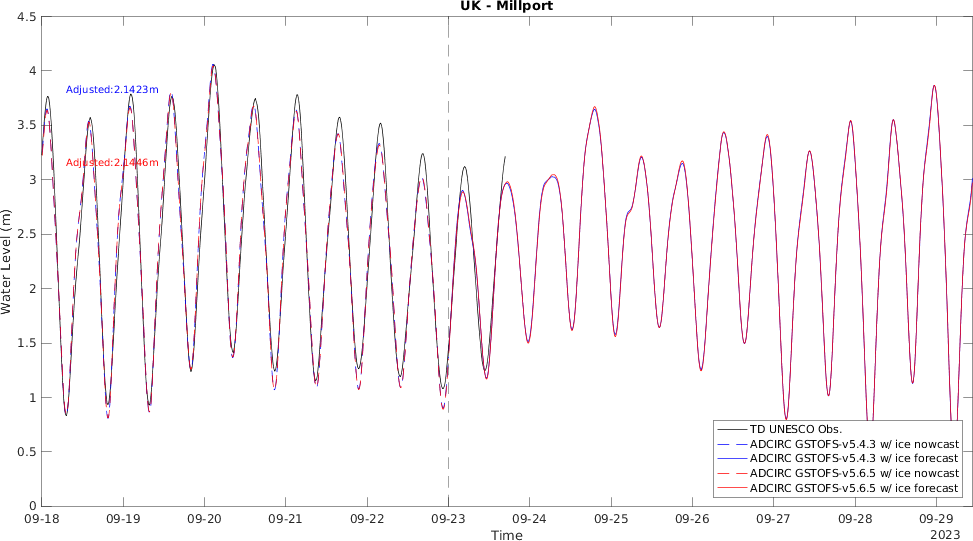 UK - Millport
4.5
4
3.5
3
2.5
2
1.5
1
0.5
0
Water Level (m)
Adjusted:2.1423m
Adjusted:2.1446m
TD UNESCO Obs.
ADCIRC GSTOFS-v5.4.3 w/ ice nowcast
ADCIRC GSTOFS-v5.4.3 w/ ice forecast
ADCIRC GSTOFS-v5.6.5 w/ ice nowcast
ADCIRC GSTOFS-v5.6.5 w/ ice forecast
09-18 09-19 09-20 09-21 09-22 09-23 09-24 09-25 09-26 09-27 09-28 09-29
Time
2023